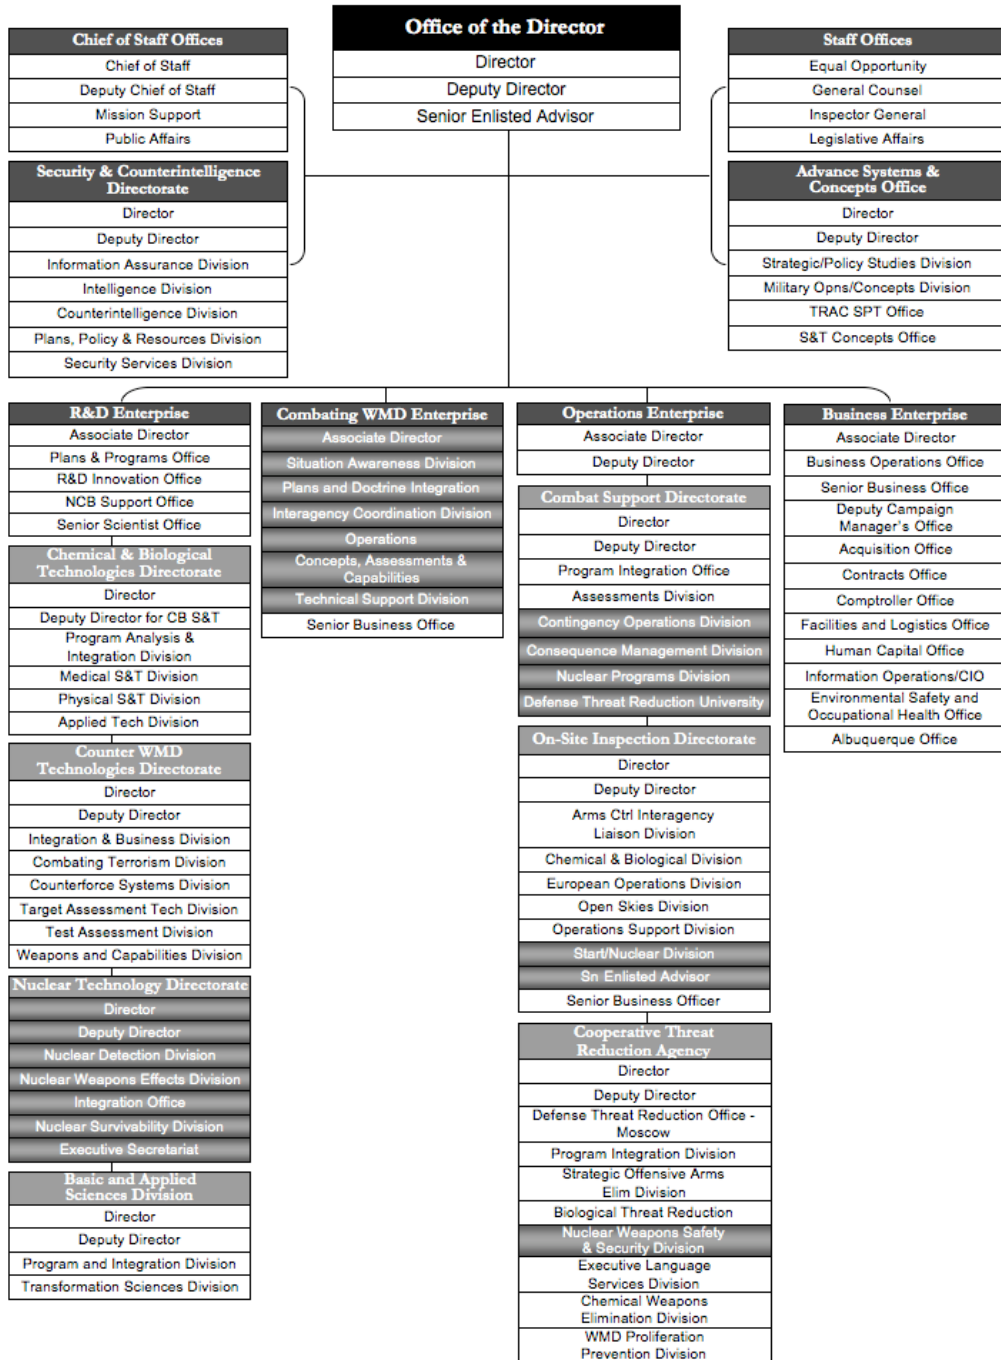 Office of the Director
Director
Deputy Director
Senior Enlisted Advisor
Chief of Staff Offices
Chief of Staff
Deputy Chief of Staff
Mission Support
Public Affairs
Security & Counterintelligence
Directorate
Director
Deputy Director
Information Assurance Division
Intelligence Division
Counterintelligence Division
Plans, Policy & Resources Division
Security Services Division
Staff Offices
Equal Opportunity
General Counsel
Inspector General
Legislative Affairs
Advance Systems &
Concepts Office
Director
Deputy Director
Strategic/Policy Studies Division
Military Opns/Concepts Division
TRAC SPT Office
S&T Concepts Office
R&D Enterprise
Associate Director
Plans & Programs Office
R&D Innovation Office
NCB Support Office
Senior Scientist Office
Chemical & Biological
Technologies Directorate
Director
Deputy Director for CB S&T
Program Analysis &
Integration Division
Medical S&T Division
Physical S&T Division
Applied Tech Division
Counter WMD
Technologies Directorate
Director
Deputy Director
Integration & Business Division
Combating Terrorism Division
Counterforce Systems Division
Target Assessment Tech Division
Test Assessment Division
Weapons and Capabilities Division
Nuclear Technology Directorate
Director
Deputy Director
Nuclear Detection Division
Nuclear Weapons Effects Division
Integration Office
Nuclear Survivability Division
Executive Secretariat
Basic and Applied
Sciences Division
Director
Deputy Director
Program and Integration Division
Transformation Sciences Division
Combating WMD Enterprise
Associate Director
Situation Awareness Division
Plans and Doctrine Integration
Interagency Coordination Division
Operations
Concepts, Assessments &
Capabilities
Technical Support Division
Senior Business Office
Operations Enterprise
Associate Director
Deputy Director
Combat Support Directorate
Director
Deputy Director
Program Integration Office
Assessments Division
Contingency Operations Division
Consequence Management Division
Nuclear Programs Division
Defense Threat Reduction University
On-Site Inspection Directorate
Director
Deputy Director
Arms Ctrl Interagency
Liaison Division
Chemical & Biological Division
European Operations Division
Open Skies Division
Operations Support Division
Start/Nuclear Division
Sn Enlisted Advisor
Senior Business Officer
Cooperative Threat
Reduction Agency
Director
Deputy Director
Defense Threat Reduction Office -
Moscow
Program Integration Division
Strategic Offensive Arms
Elim Division
Biological Threat Reduction
Nuclear Weapons Safety
& Security Division
Executive Language
Services Division
Chemical Weapons
Elimination Division
WMD Proliferation
Prevention Division
Business Enterprise
Associate Director
Business Operations Office
Senior Business Office
Deputy Campaign
Manager's Office
Acquisition Office
Contracts Office
Comptroller Office
Facilities and Logistics Office
Human Capital Office
Information Operations/CIO
Environmental Safety and
Occupational Health Office
Albuquerque Office